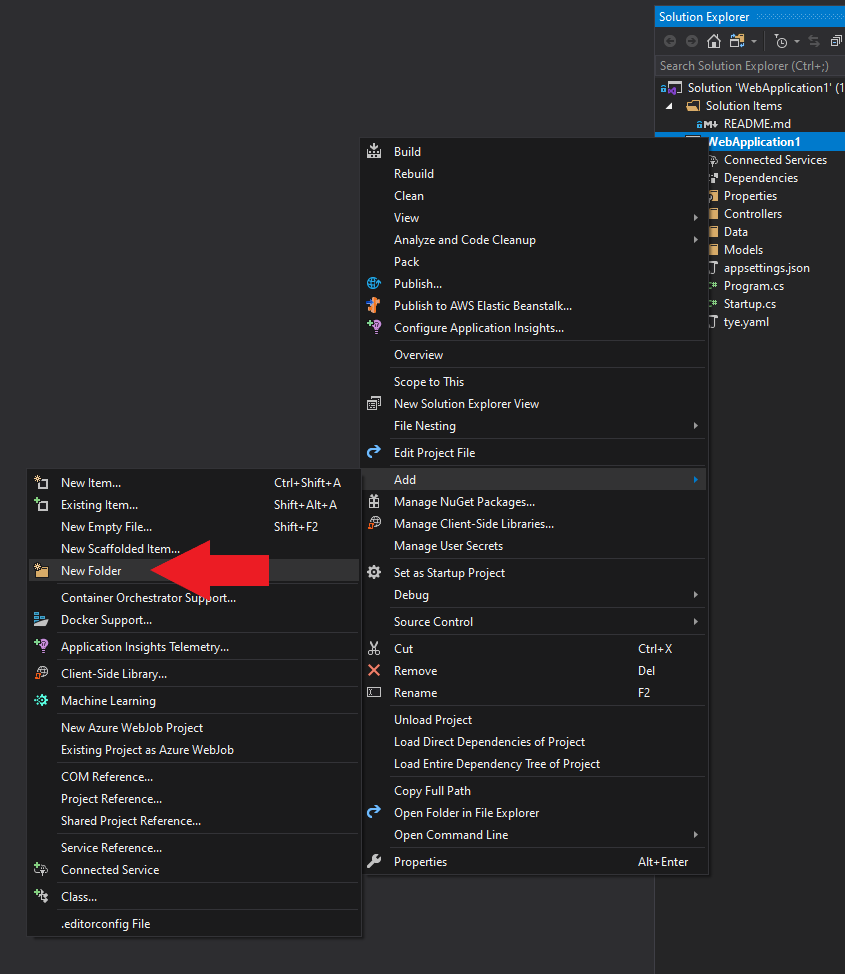 Solution Explorer
Search Solution Explorer (Ctrl+;)
Solution 'WebApplication1' (1
Solution Items
README.md
WebApplication1
Connected Services
Dependencies
Properties
Controllers
Data
Models
appsettings.json
Program.cs
Startup.cs
tye.yaml
Build
Rebuild
Clean
View
Analyze and Code Cleanup
Pack
Publish...
Publish to AWS Elastic Beanstalk...
Configure Application Insights...
Overview
Scope to This
New Solution Explorer View
File Nesting
Edit Project File
Add
Manage NuGet Packages...
Manage Client-Side Libraries...
Manage User Secrets
Set as Startup Project
Debug
Source Control
Cut Ctrl+X
Remove Del
Rename F2
Unload Project
Load Direct Dependencies of Project
Load Entire Dependency Tree of Project
Copy Full Path
Open Folder in File Explorer
Open Command Line
Properties Alt+Enter
New Item... Ctrl+Shift+A
Existing Item... Shift+Alt+A
New Empty File... Shift+F2
New Scaffolded Item...
New Folder
Container Orchestrator Support...
Docker Support...
Application Insights Telemetry...
Client-Side Library...
Machine Learning
New Azure WebJob Project
Existing Project as Azure WebJob
COM Reference...
Project Reference...
Shared Project Reference...
Service Reference...
Connected Service
Class...
.editorconfig File